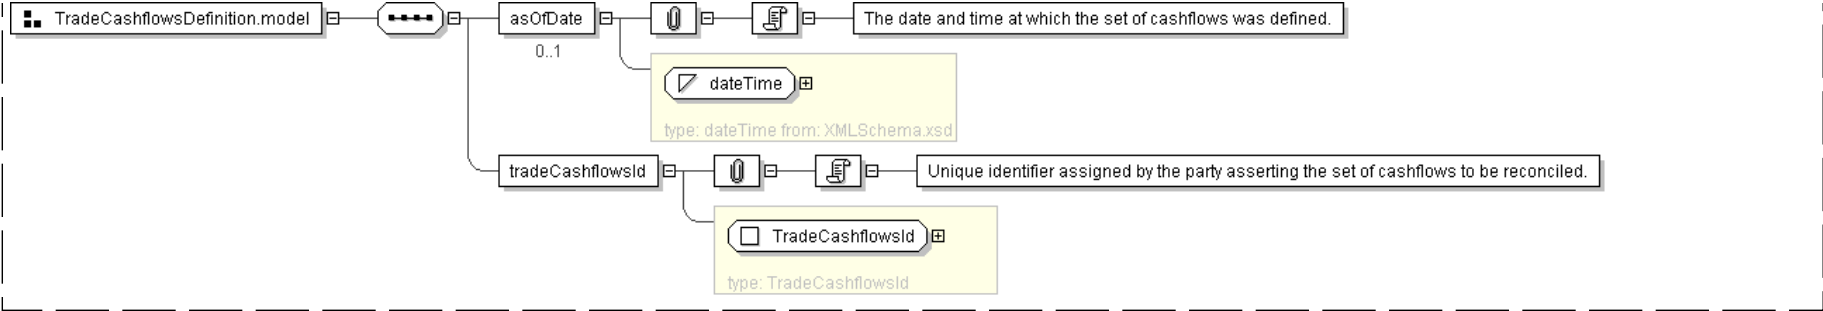 TradeCashflowsDefinition.model
asOfDate
The date and time at which the set of cashflows was defined.
0..1
dateTime
type: dateTime from: XMLSchema.xsd
tradeCashflowsId
Unique identifier assigned by the party asserting the set of cashflows to be reconciled.
TradeCashflowsId
type: TradeCashflowsId